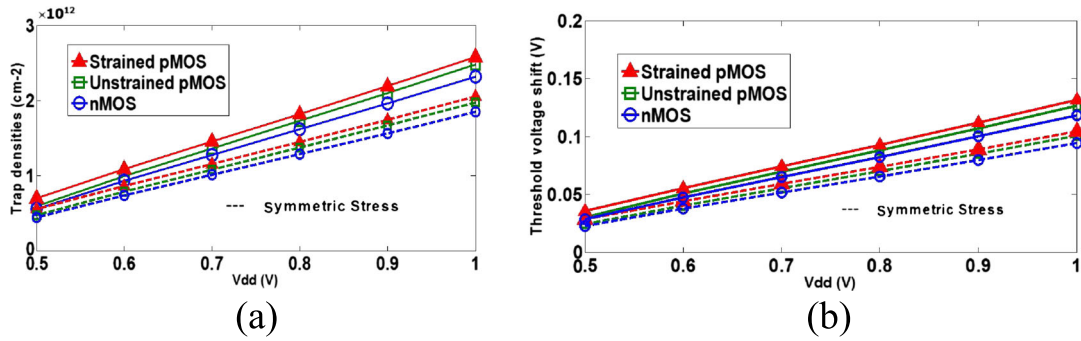 ×10¹²
3
2
1
0
Trap densities (cm-2)
Strained pMOS
Unstrained pMOS
nMOS
Symmetric Stress
0.5 0.6 0.7 0.8 0.9 1
Vdd (V)
(a)
0.2
0.15
0.1
0.05
0
Threshold voltage shift (V)
Strained pMOS
Unstrained pMOS
nMOS
Symmetric Stress
0.5 0.6 0.7 0.8 0.9 1
Vdd (V)
(b)